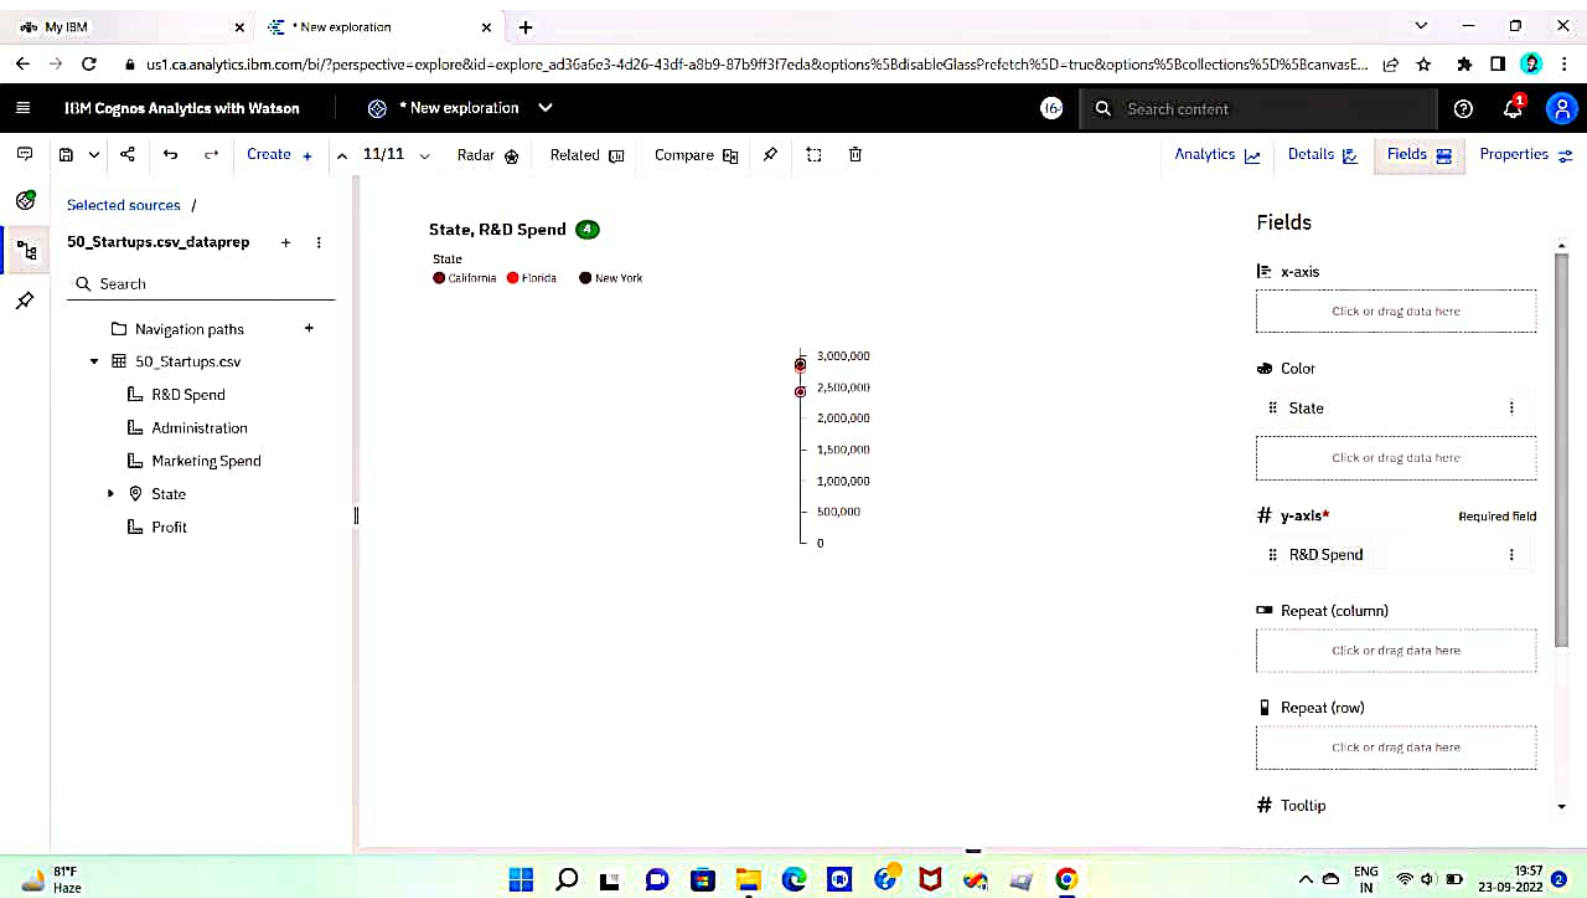 My IBM
* New exploration
us1.ca.analytics.ibm.com/bi/?perspective=explore&id=explore_ad36a6e3-4d26-43df-a8b9-87b9ff3f7eda&options%5BdisableGlassPrefetch%5D=true&options%5Bcollections%5D%5BcanvasE...
IBM Cognos Analytics with Watson
* New exploration
Search content
1
Create +
11/11
Radar
Related
Compare
Analytics
Details
Fields
Properties
Selected sources /
50_Startups.csv_dataprep
Search
Navigation paths
50_Startups.csv
R&D Spend
Administration
Marketing Spend
State
Profit
State, R&D Spend 4
State
California Florida New York
3,000,000
2,500,000
2,000,000
1,500,000
1,000,000
500,000
0
Fields
x-axis
Click or drag data here
Color
State
Click or drag data here
# y-axis* Required field
R&D Spend
Repeat (column)
Click or drag data here
Repeat (row)
Click or drag data here
# Tooltip
81°F
Haze
ENG
IN
19:57
23-09-2022
2